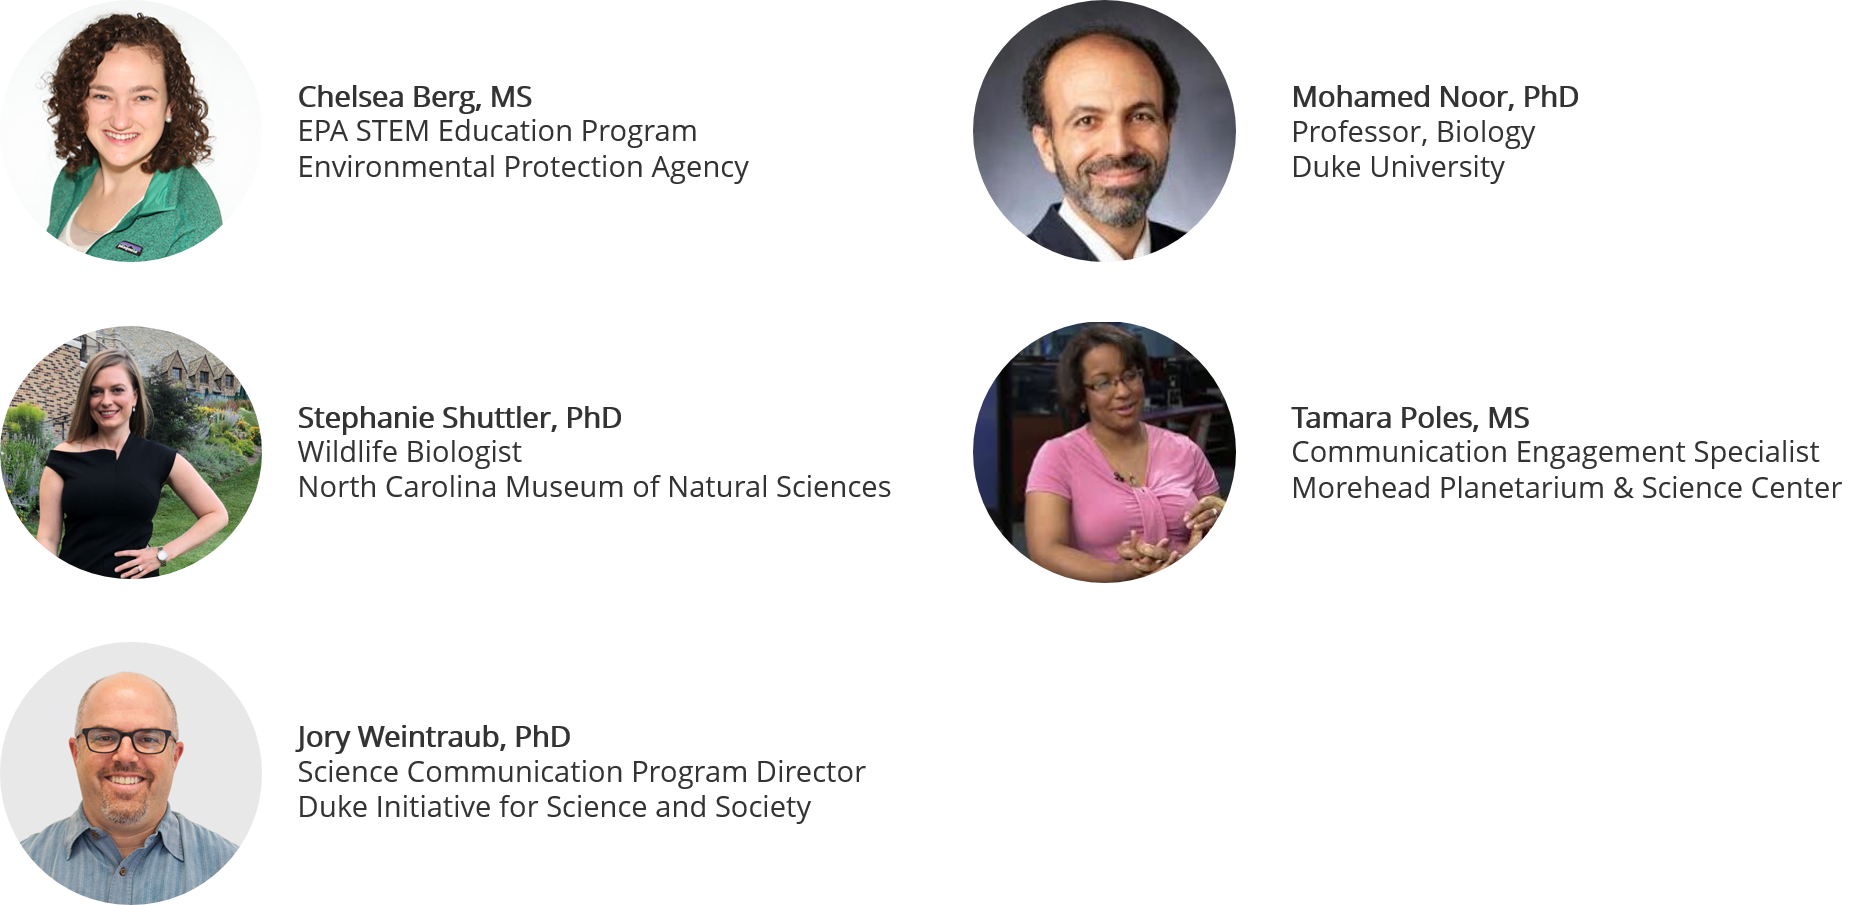 Chelsea Berg, MS
EPA STEM Education Program
Environmental Protection Agency
Mohamed Noor, PhD
Professor, Biology
Duke University
Stephanie Shuttler, PhD
Wildlife Biologist
North Carolina Museum of Natural Sciences
Tamara Poles, MS
Communication Engagement Specialist
Morehead Planetarium & Science Center
Jory Weintraub, PhD
Science Communication Program Director
Duke Initiative for Science and Society